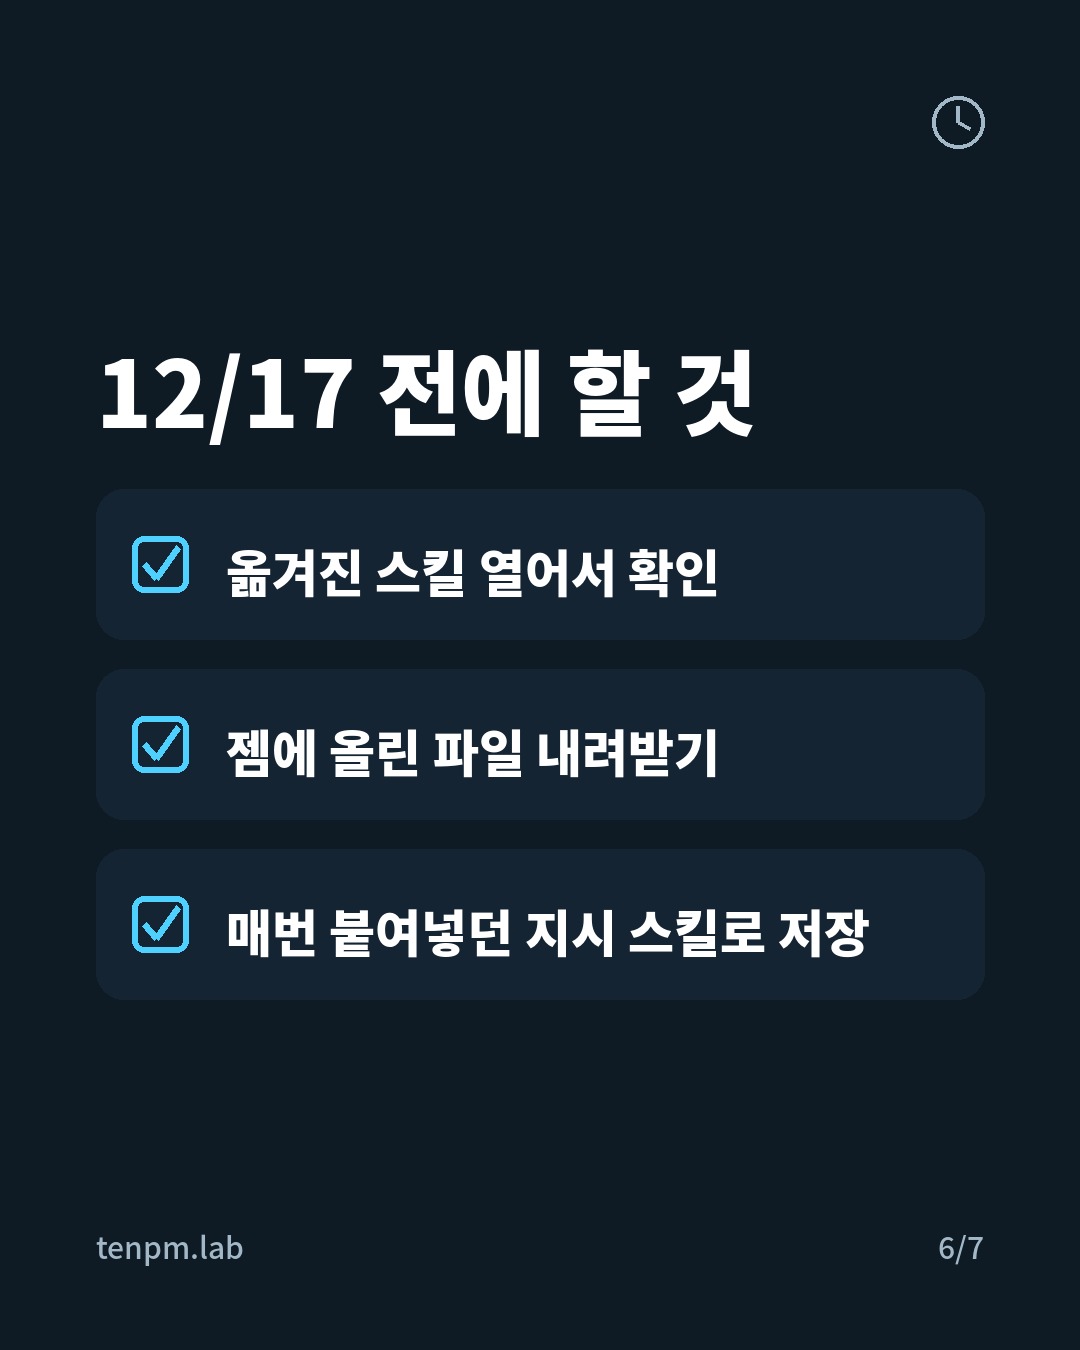 12/17 전에 할 것
옮겨진 스킬 열어서 확인
젬에 올린 파일 내려받기
매번 붙여넣던 지시 스킬로 저장
tenpm.lab
6/7